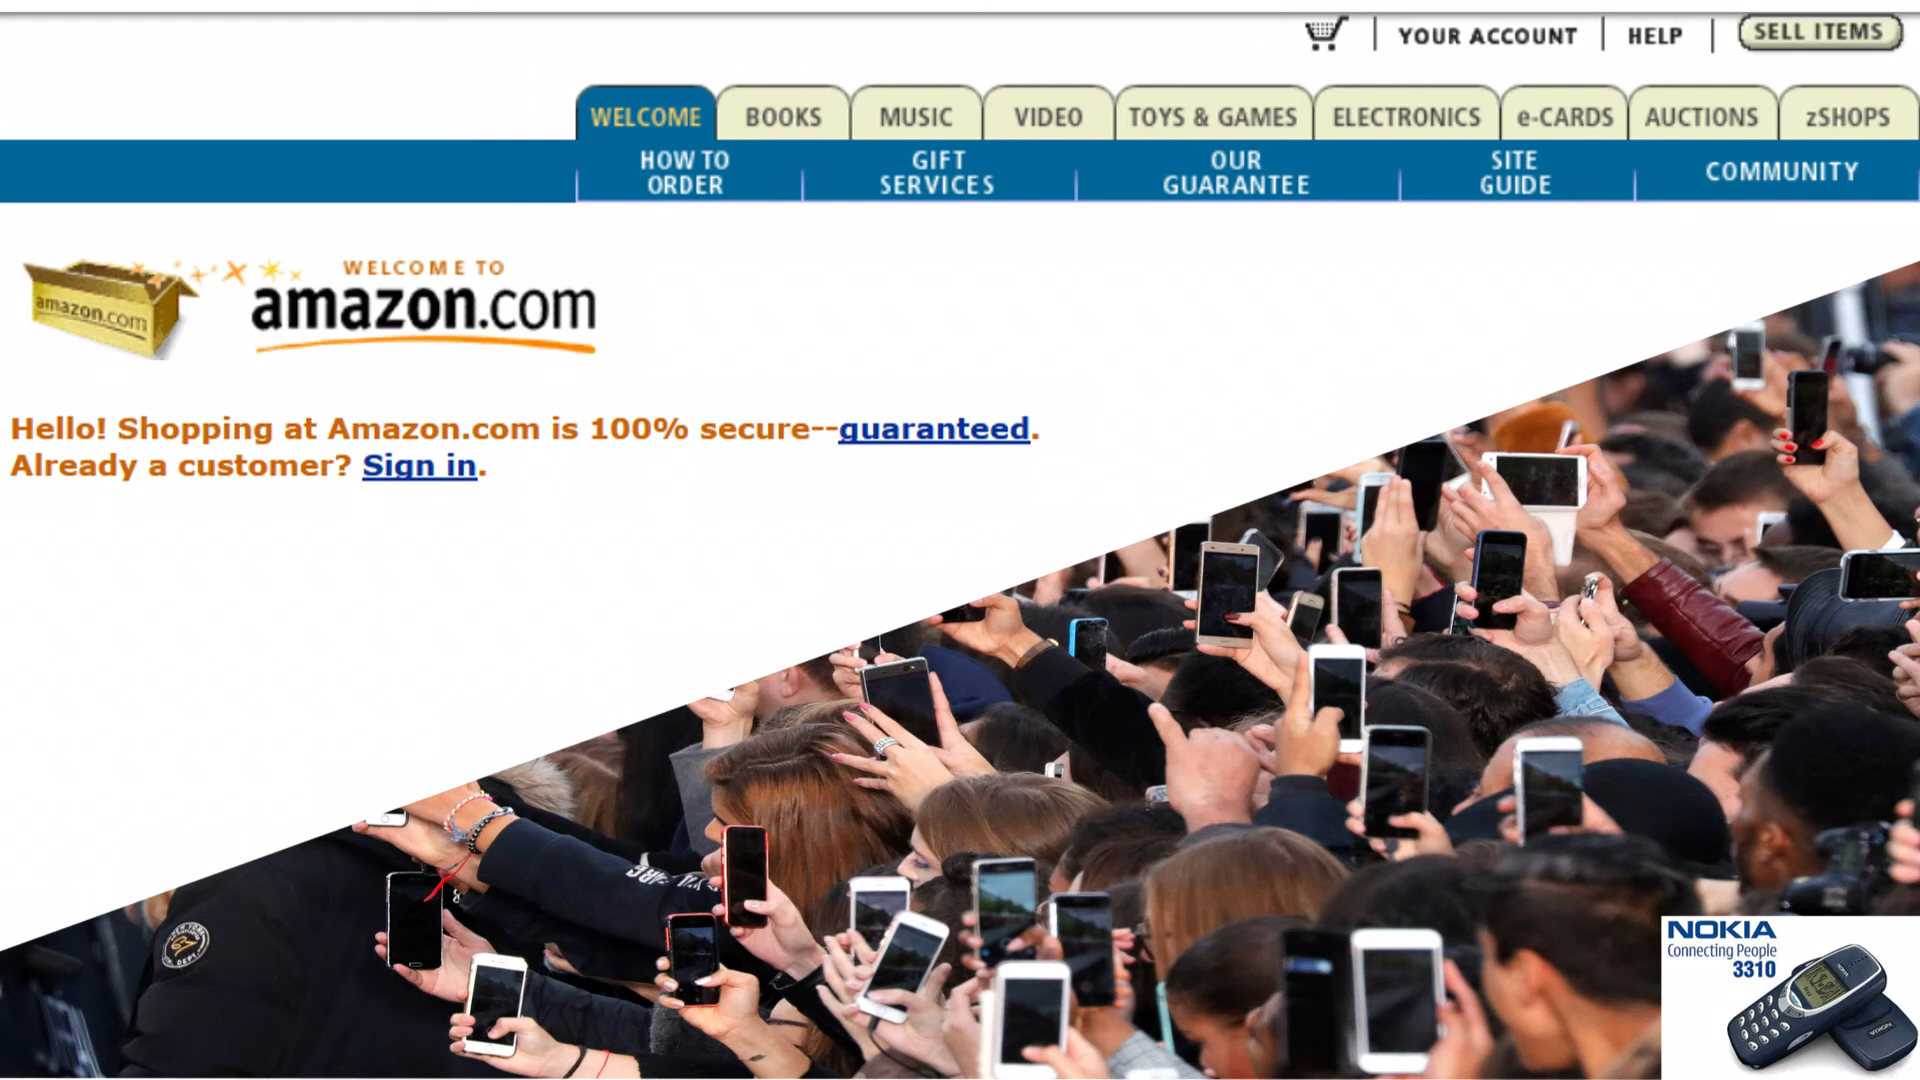 YOUR ACCOUNT
HELP
SELL ITEMS
WELCOME
BOOKS
MUSIC
VIDEO
TOYS & GAMES
ELECTRONICS
e-CARDS
AUCTIONS
zSHOPS
HOW TO
ORDER
GIFT
SERVICES
OUR
GUARANTEE
SITE
GUIDE
COMMUNITY
amazon.com
WELCOME TO
amazon.com
Hello! Shopping at Amazon.com is 100% secure--guaranteed.
Already a customer? Sign in.
NOKIA
Connecting People
3310
NOKIA